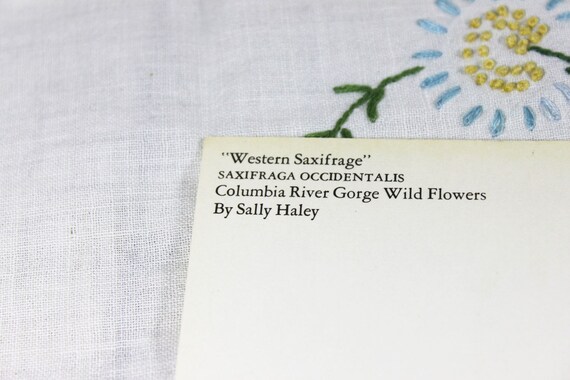 "Western Saxifrage"
SAXIFRAGA OCCIDENTALIS
Columbia River Gorge Wild Flowers
By Sally Haley